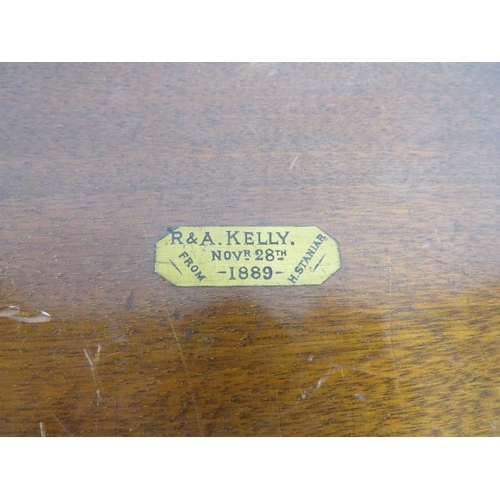 R & A. KELLY.
NOVR 28TH
FROM
-1889-
H. STANIAR